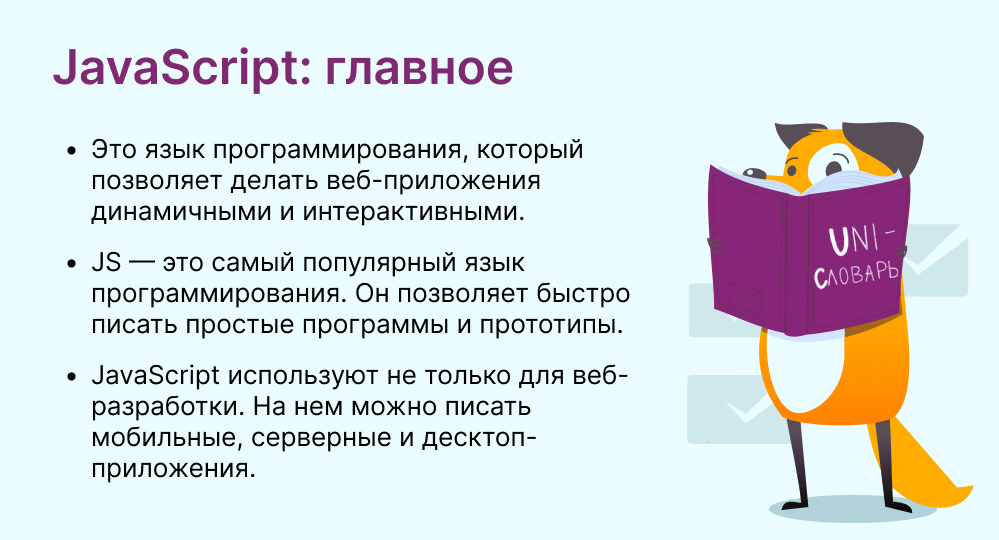 JavaScript: главное
• Это язык программирования, который
позволяет делать веб-приложения
динамичными и интерактивными.
• JS — это самый популярный язык
программирования. Он позволяет быстро
писать простые программы и прототипы.
• JavaScript используют не только для веб-
разработки. На нем можно писать
мобильные, серверные и десктоп-
приложения.
UNI-
СЛОВАРЬ